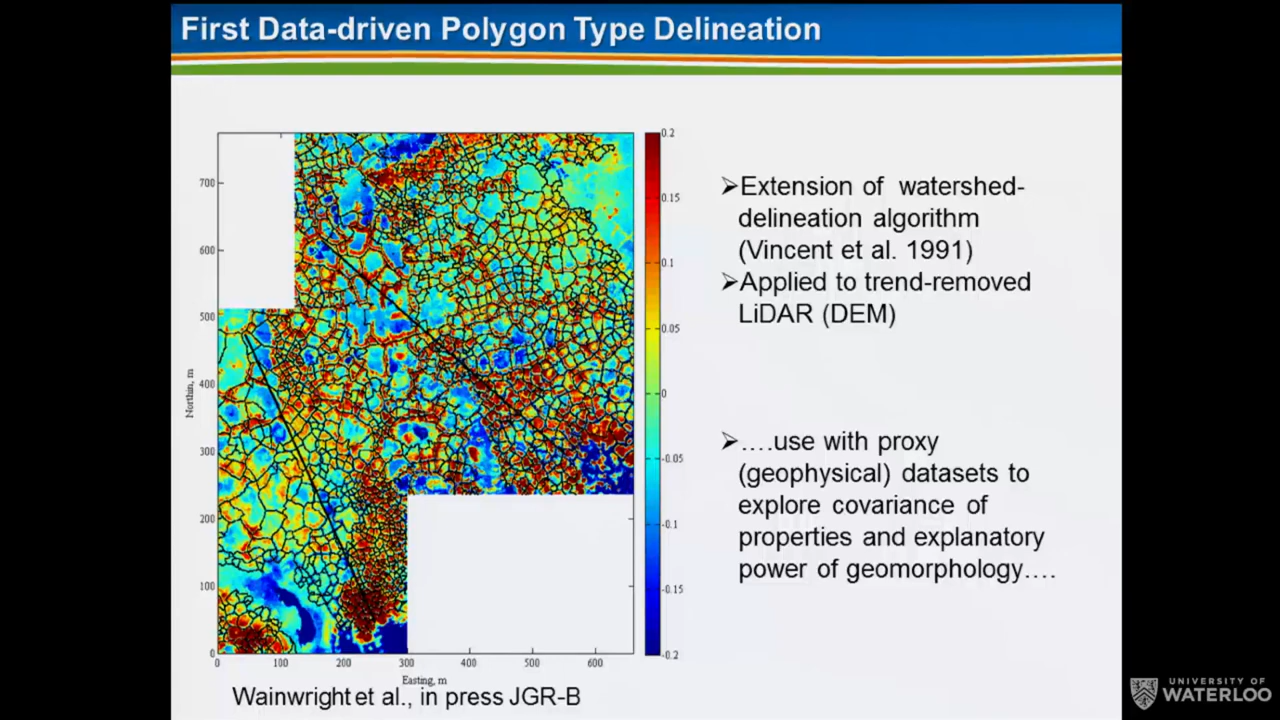 First Data-driven Polygon Type Delineation
700
600
500
400
300
200
100
0
Northin, m
0 100 200 300 400 500 600
Easting, m
0.2
0.15
0.1
0.05
0
-0.05
-0.1
-0.15
-0.2
➢Extension of watershed-
delineation algorithm
(Vincent et al. 1991)
➢Applied to trend-removed
LiDAR (DEM)
➢….use with proxy
(geophysical) datasets to
explore covariance of
properties and explanatory
power of geomorphology….
Wainwright et al., in press JGR-B
UNIVERSITY OF
WATERLOO